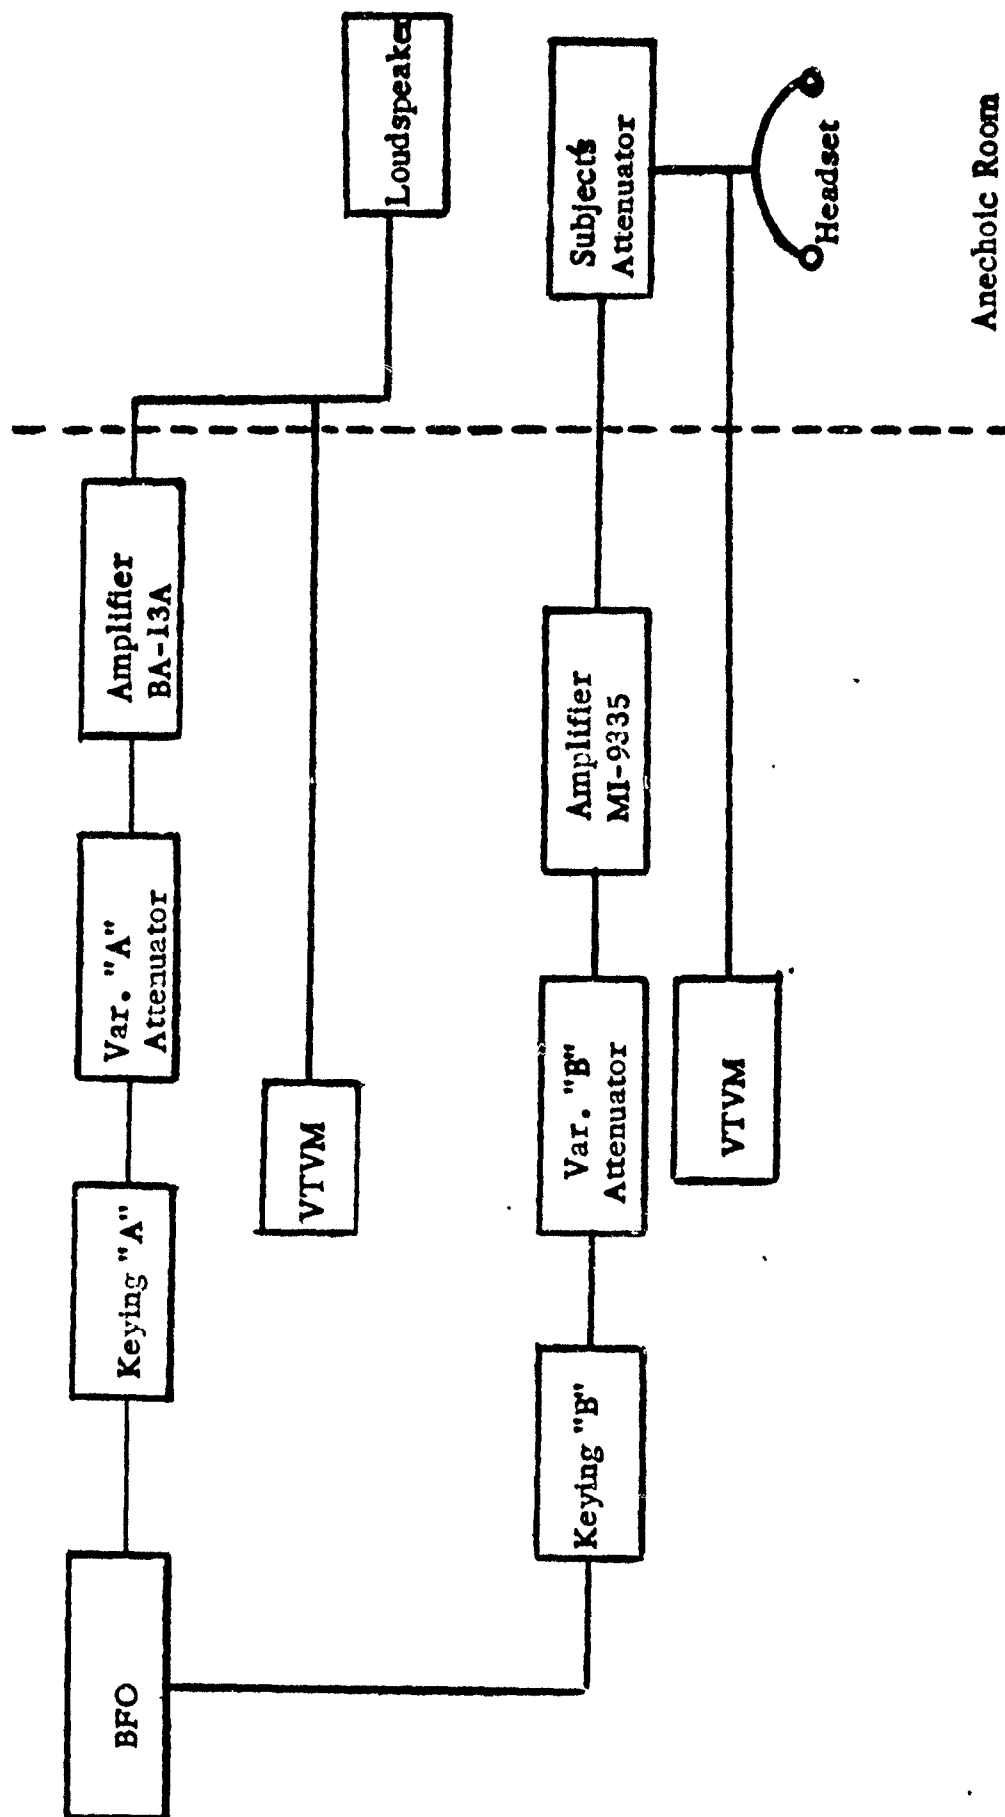 BFO
Keying "A"
Var. "A"
Attenuator
Amplifier
BA-13A
Loudspeaker
VTVM
Keying "B"
Var. "B"
Attenuator
Amplifier
MI-9335
Subject's
Attenuator
VTVM
Headset
Anechoic Room